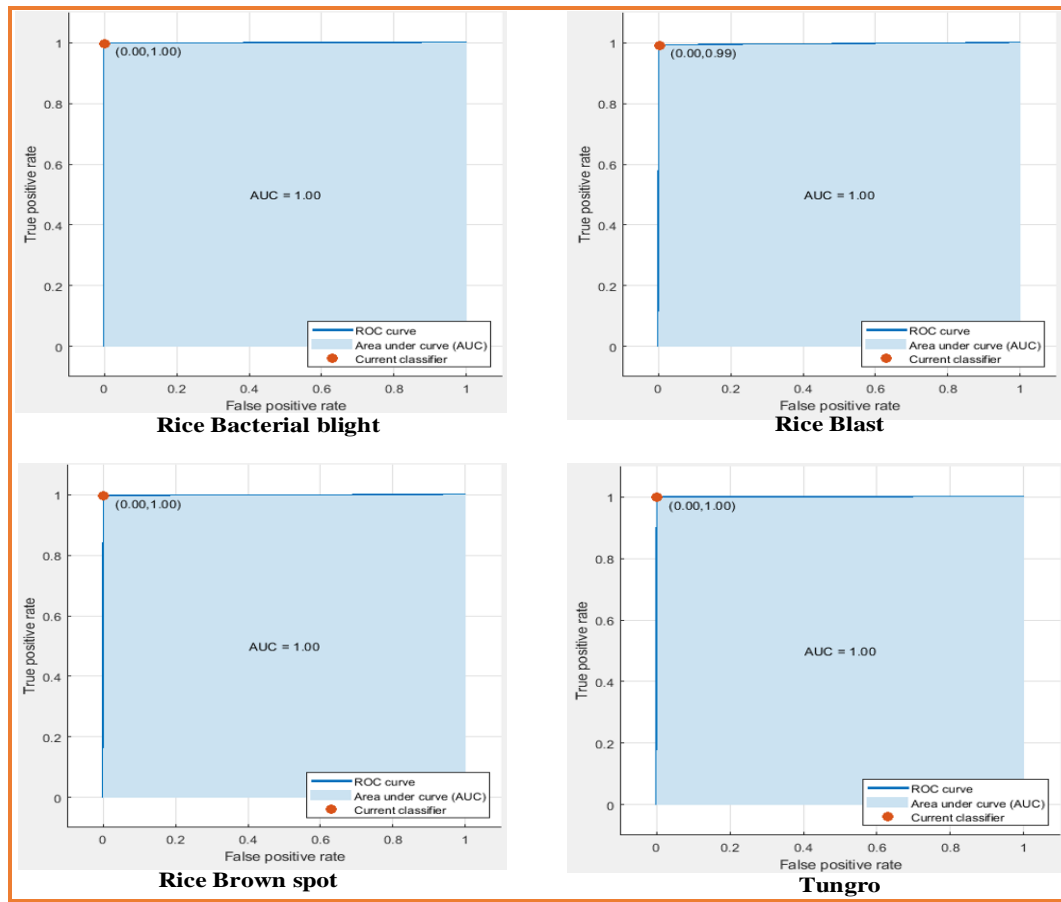 1
(0.00,1.00)
0.8
0.6
True positive rate
AUC = 1.00
0.4
0.2
ROC curve
Area under curve (AUC)
Current classifier
0
0 0.2 0.4 0.6 0.8 1
False positive rate
Rice Bacterial blight
1
(0.00,0.99)
0.8
0.6
True positive rate
AUC = 1.00
0.4
0.2
ROC curve
Area under curve (AUC)
Current classifier
0
0 0.2 0.4 0.6 0.8 1
False positive rate
Rice Blast
1
(0.00,1.00)
0.8
0.6
True positive rate
AUC = 1.00
0.4
0.2
ROC curve
Area under curve (AUC)
Current classifier
0
0 0.2 0.4 0.6 0.8 1
False positive rate
Rice Brown spot
1
(0.00,1.00)
0.8
0.6
True positive rate
AUC = 1.00
0.4
0.2
ROC curve
Area under curve (AUC)
Current classifier
0
0 0.2 0.4 0.6 0.8 1
False positive rate
Tungro